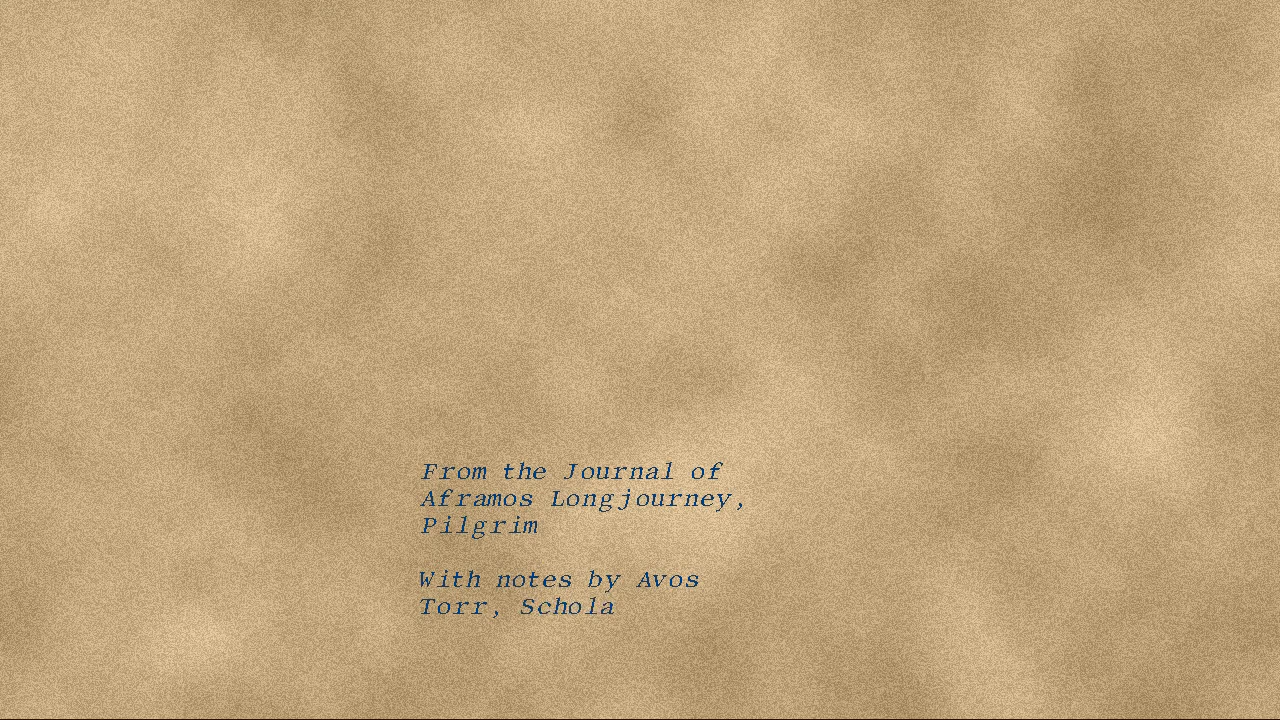 From the Journal of
Aframos Longjourney,
Pilgrim
With notes by Avos
Torr, Schola